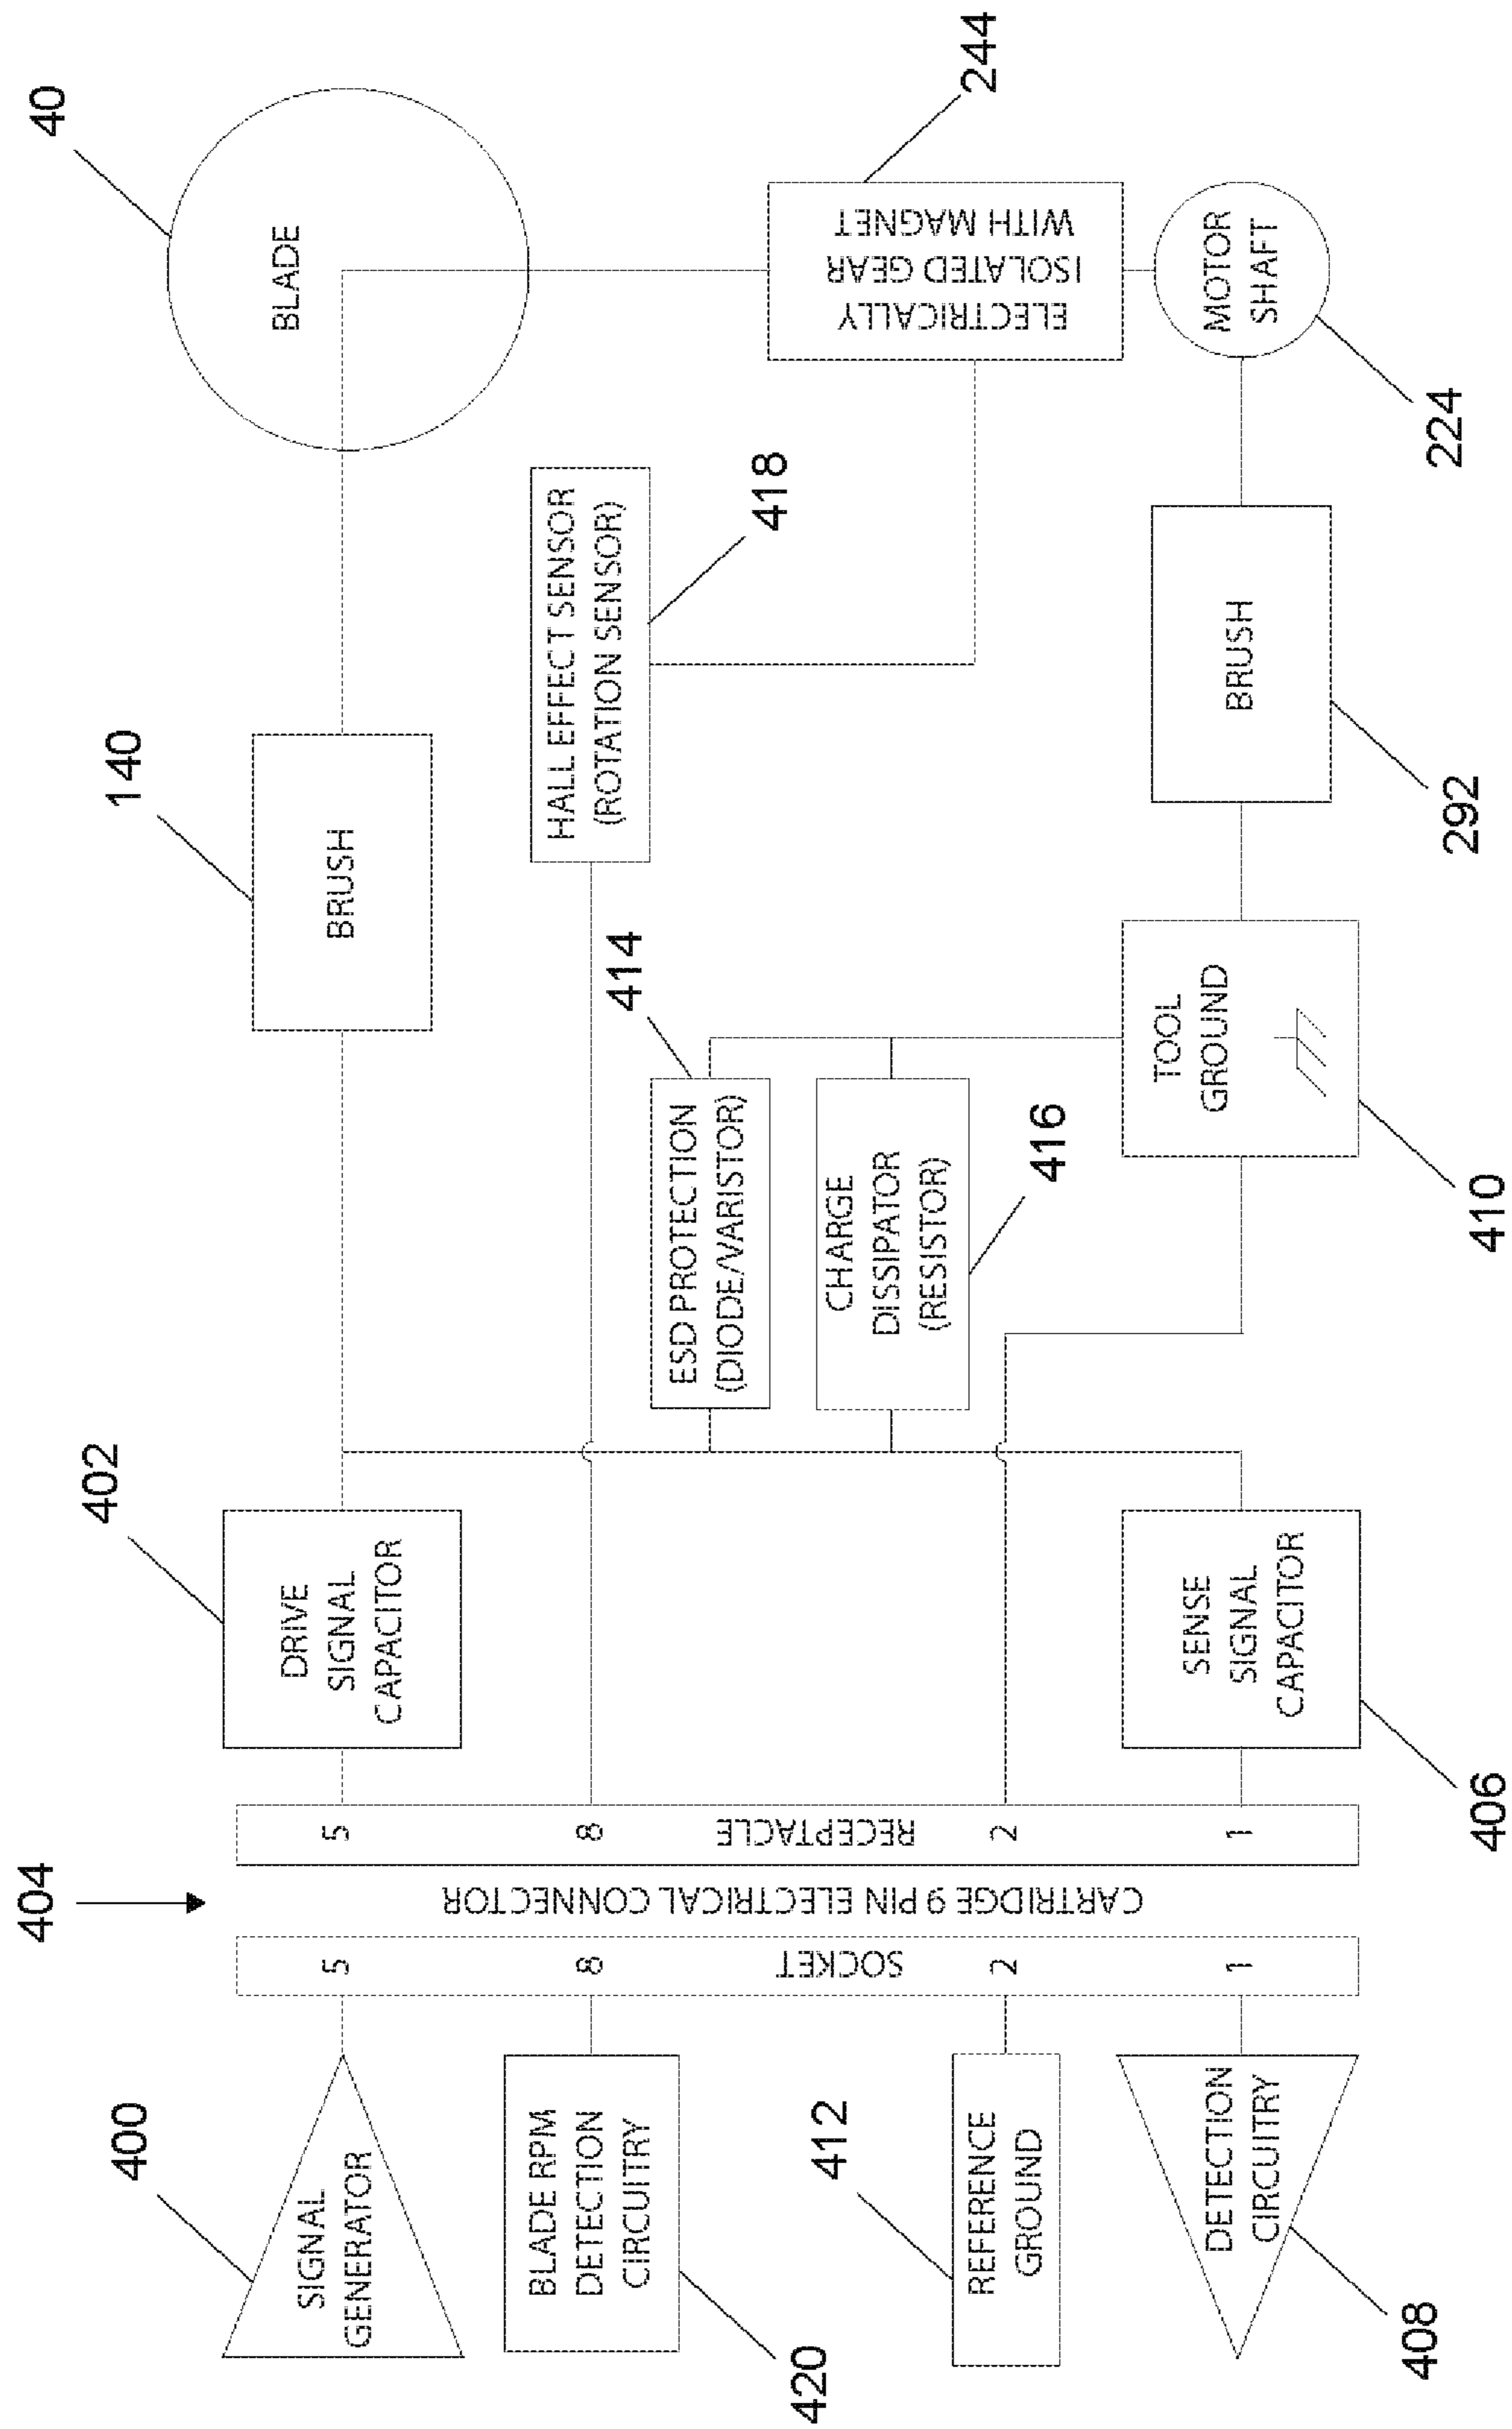 404
400
SIGNAL
GENERATOR
5
5
402
DRIVE
SIGNAL
CAPACITOR
140
BRUSH
40
BLADE
420
BLADE RPM
DETECTION
CIRCUITRY
8
8
HALL EFFECT SENSOR
(ROTATION SENSOR)
418
SOCKET
CARTRIDGE 9 PIN ELECTRICAL CONNECTOR
RECEPTACLE
414
ESD PROTECTION
(DIODE/VARISTOR)
CHARGE
DISSIPATOR
(RESISTOR)
416
ELECTRICALLY
ISOLATED GEAR
WITH MAGNET
244
412
REFERENCE
GROUND
2
2
408
DETECTION
CIRCUITRY
1
1
SENSE
SIGNAL
CAPACITOR
406
TOOL
GROUND
410
BRUSH
292
MOTOR
SHAFT
224